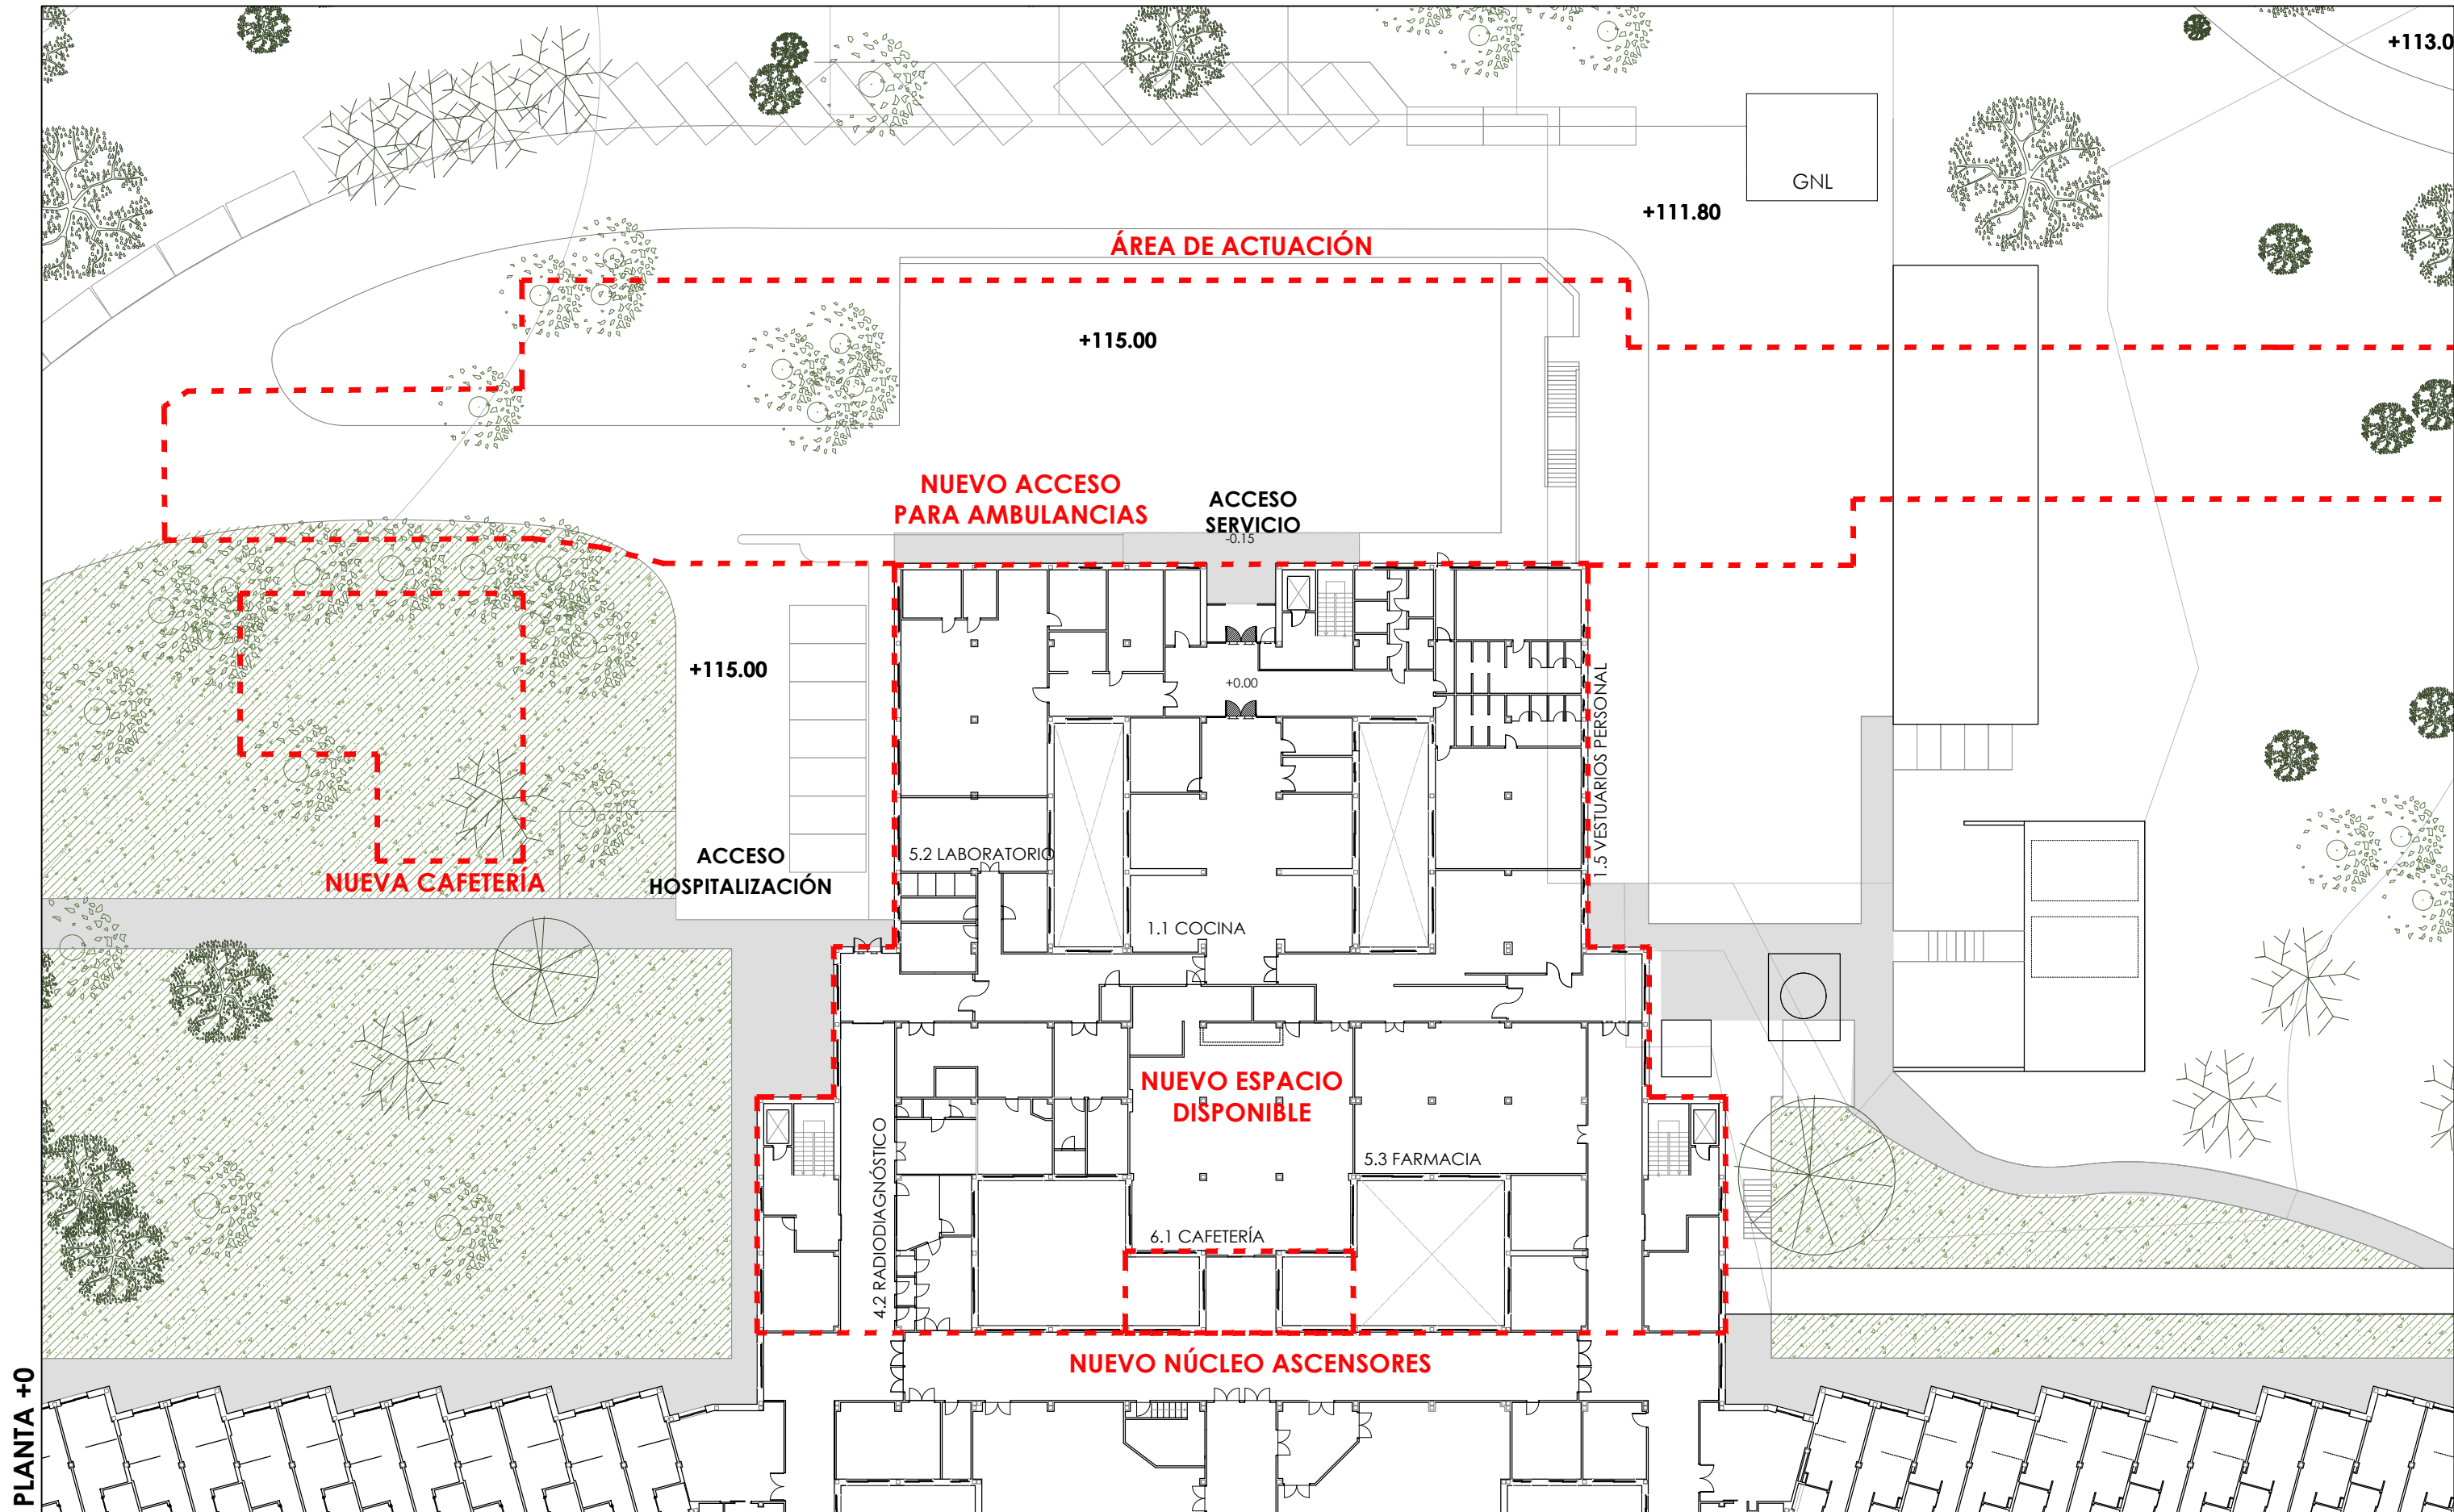 +113.0
GNL
+111.80
ÁREA DE ACTUACIÓN
+115.00
NUEVO ACCESO
PARA AMBULANCIAS
ACCESO
SERVICIO
-0.15
+115.00
+0.00
1.5 VESTUARIOS PERSONAL
ACCESO
HOSPITALIZACIÓN
5.2 LABORATORIO
NUEVA CAFETERÍA
1.1 COCINA
NUEVO ESPACIO
DISPONIBLE
5.3 FARMACIA
4.2 RADIODIAGNÓSTICO
6.1 CAFETERÍA
NUEVO NÚCLEO ASCENSORES
PLANTA +0